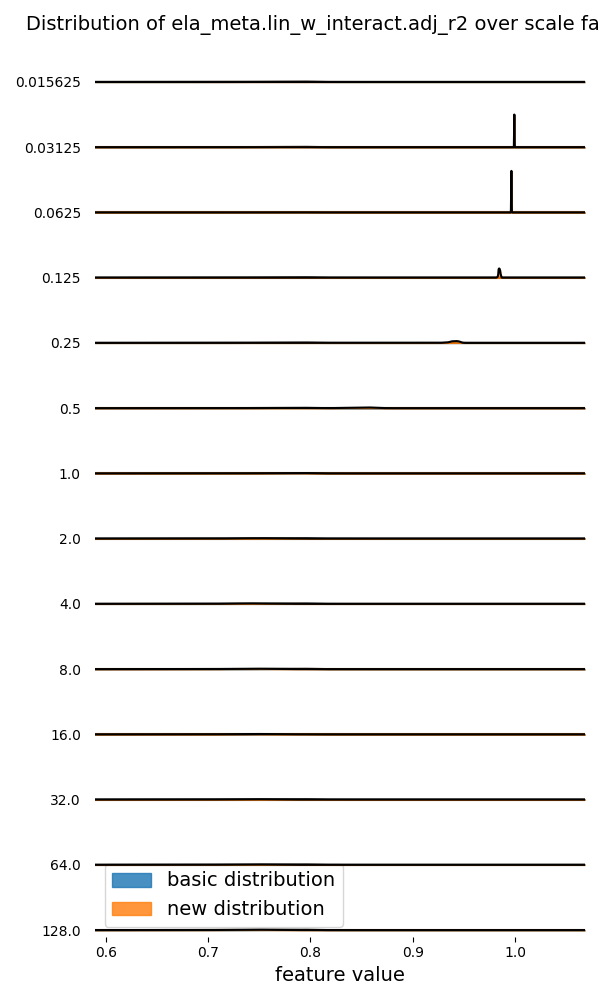 Distribution of ela_meta.lin_w_interact.adj_r2 over scale fa
0.015625
0.03125
0.0625
0.125
0.25
0.5
1.0
2.0
4.0
8.0
16.0
32.0
64.0
basic distribution
new distribution
128.0
0.6 0.7 0.8 0.9 1.0
feature value